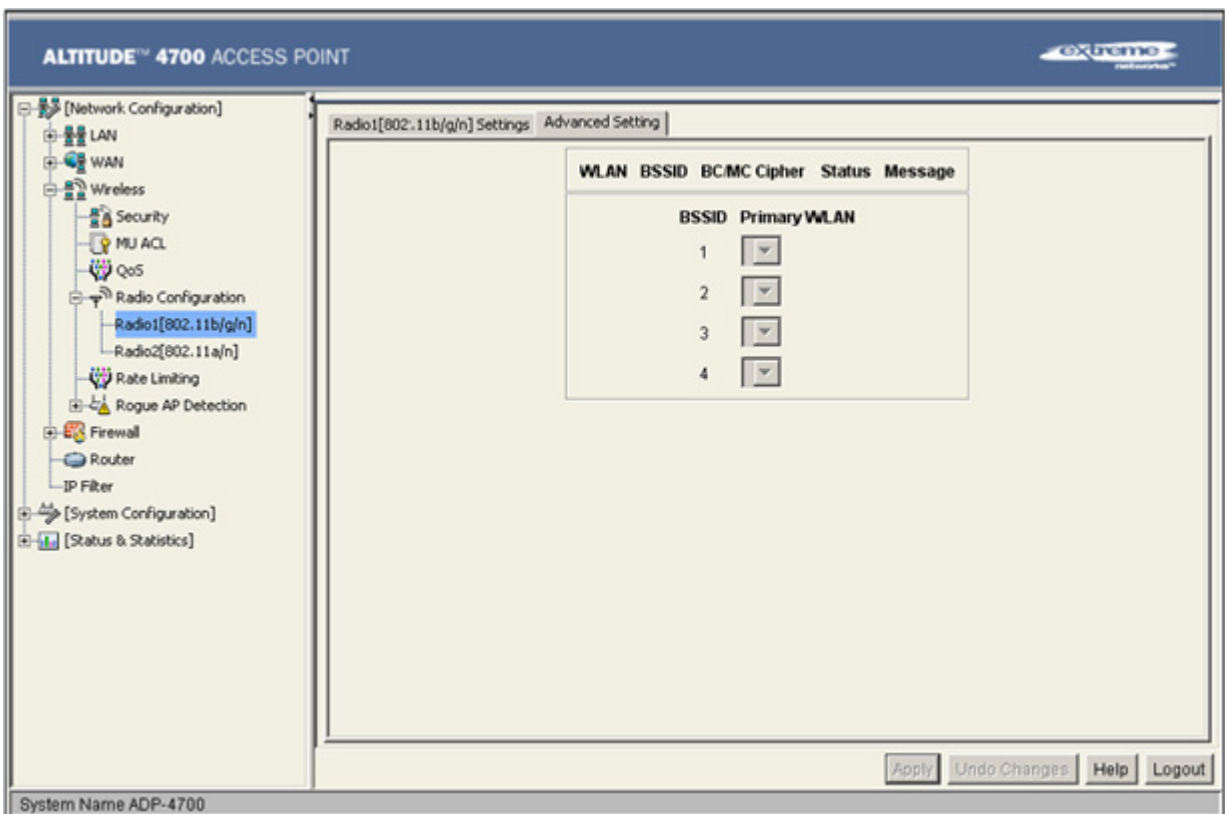 ALTITUDE™ 4700 ACCESS POINT
extreme
networks™
[Network Configuration]
LAN
WAN
Wireless
Security
MU ACL
QoS
Radio Configuration
Radio1[802.11b/g/n]
Radio2[802.11a/n]
Rate Limiting
Rogue AP Detection
Firewall
Router
IP Filter
[System Configuration]
[Status & Statistics]
Radio1[802.11b/g/n] Settings Advanced Setting
WLAN BSSID BC/MC Cipher Status Message
BSSID Primary WLAN
1
2
3
4
Apply Undo Changes Help Logout
System Name ADP-4700